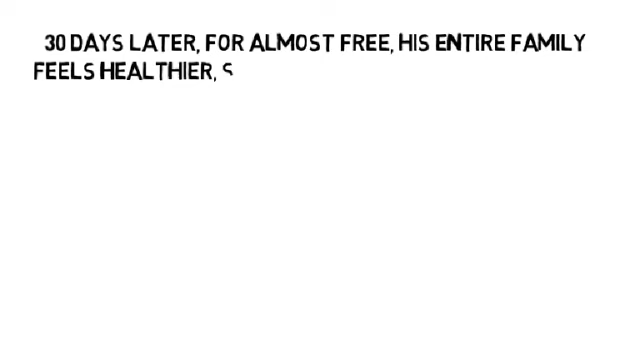 30 DAYS LATER, FOR ALMOST FREE, HIS ENTIRE FAMILY
FEELS HEALTHIER, S